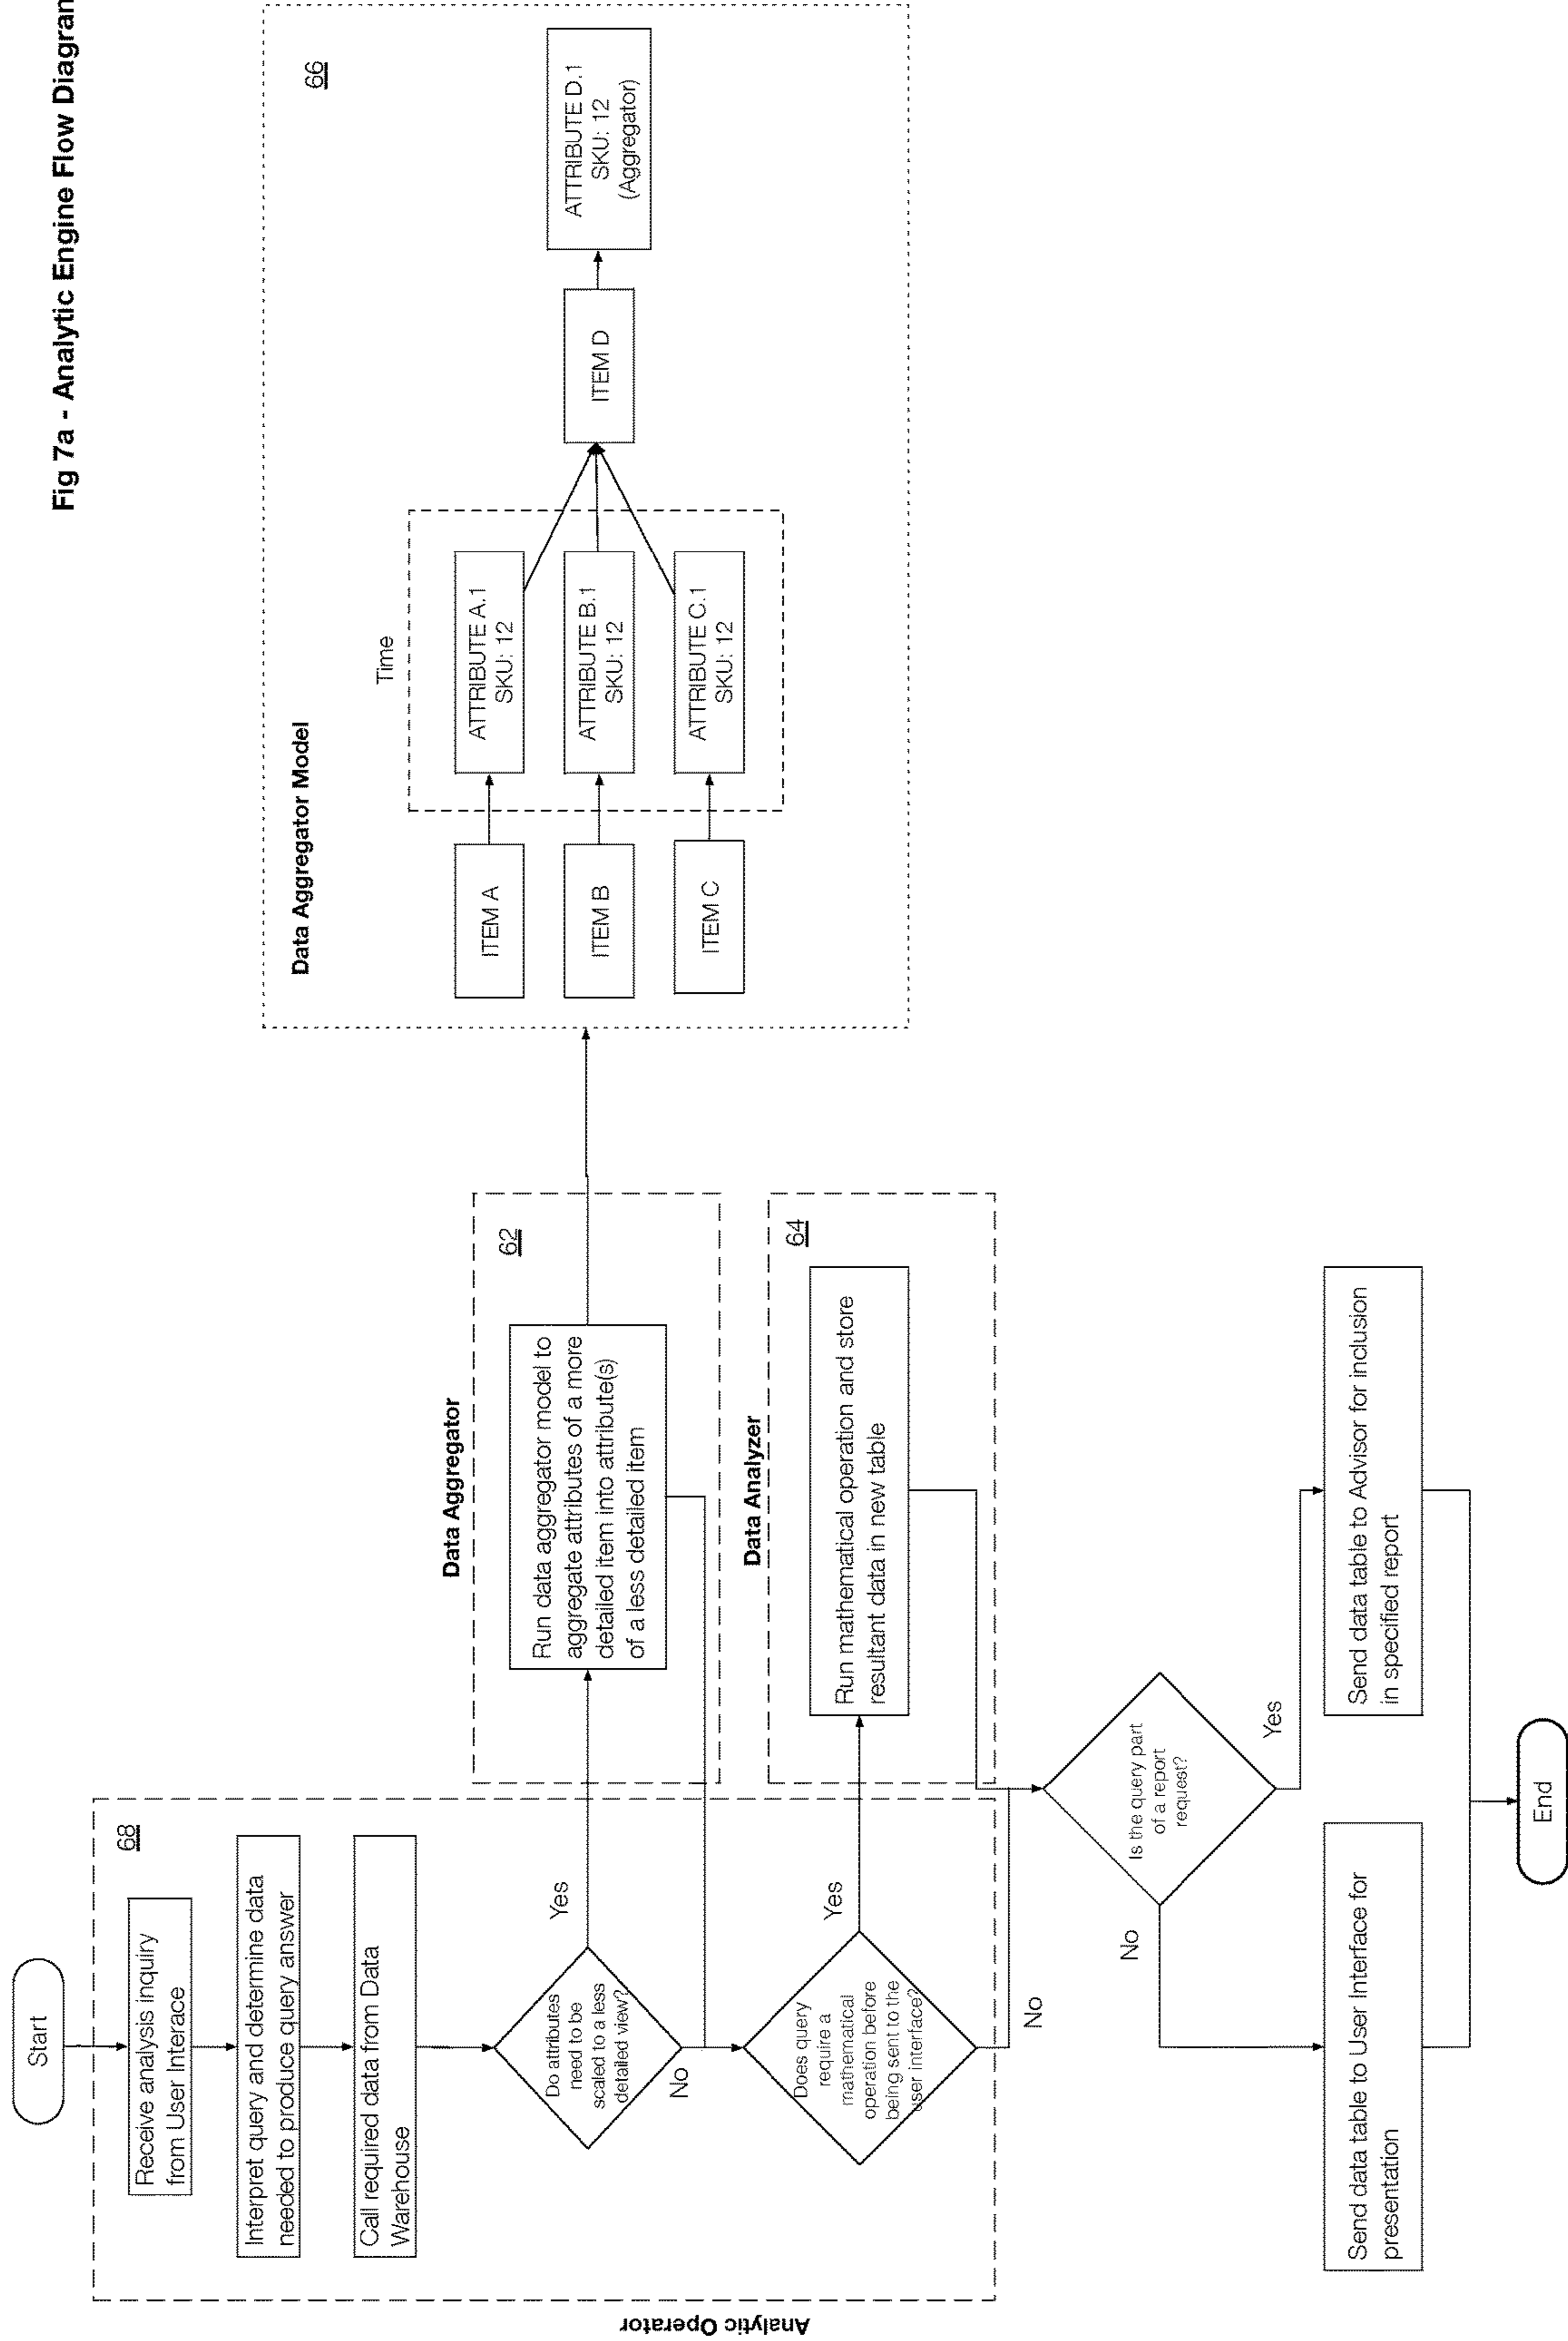 Fig 7a - Analytic Engine Flow Diagram
Start
68
Receive analysis inquiry
from User Interace
Interpret query and determine data
needed to produce query answer
Call required data from Data
Warehouse
Do attributes
need to be
scaled to a less
detailed view?
Yes
No
Does query
require a
mathematical
operation before
being sent to the
user interface?
Yes
No
Analytic Operator
Data Aggregator
62
Run data aggregator model to
aggregate attributes of a more
detailed item into attribute(s)
of a less detailed item
Data Analyzer
64
Run mathematical operation and store
resultant data in new table
Data Aggregator Model
66
Time
ITEM A
ATTRIBUTE A.1
SKU: 12
ITEM B
ATTRIBUTE B.1
SKU: 12
ITEM C
ATTRIBUTE C.1
SKU: 12
ITEM D
ATTRIBUTE D.1
SKU: 12
(Aggregator)
Is the query part
of a report
request?
No
Yes
Send data table to User Interface for
presentation
Send data table to Advisor for inclusion
in specified report
End